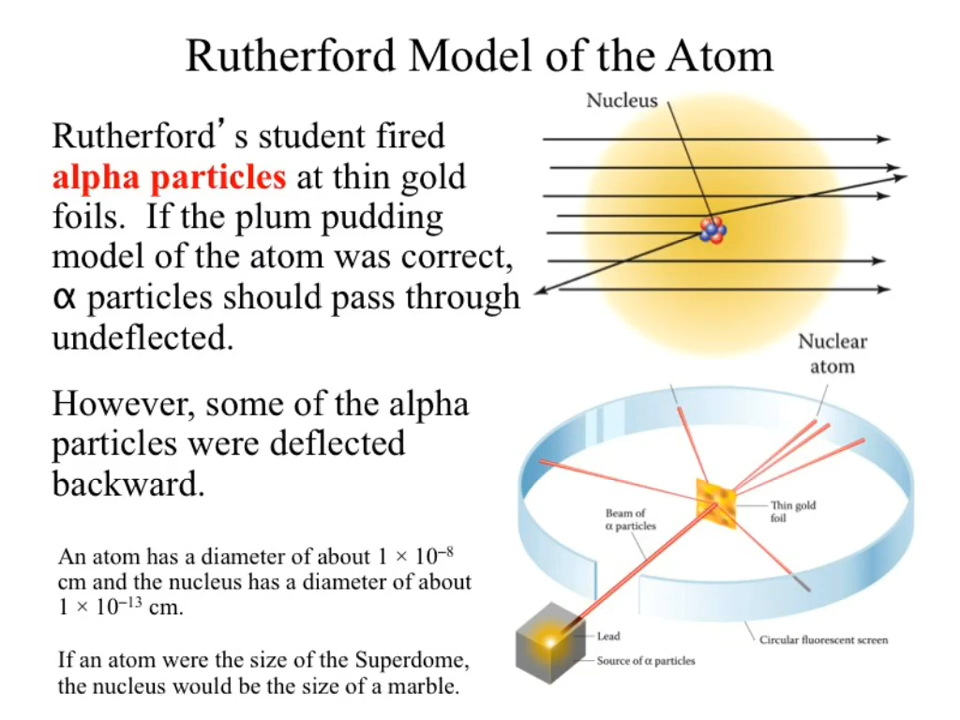 Rutherford Model of the Atom
Rutherford’s student fired
alpha particles at thin gold
foils. If the plum pudding
model of the atom was correct,
α particles should pass through
undeflected.
However, some of the alpha
particles were deflected
backward.
An atom has a diameter of about 1 × 10⁻⁸
cm and the nucleus has a diameter of about
1 × 10⁻¹³ cm.
If an atom were the size of the Superdome,
the nucleus would be the size of a marble.
Nucleus
Nuclear
atom
Thin gold
foil
Beam of
α particles
Lead
Source of α particles
Circular fluorescent screen